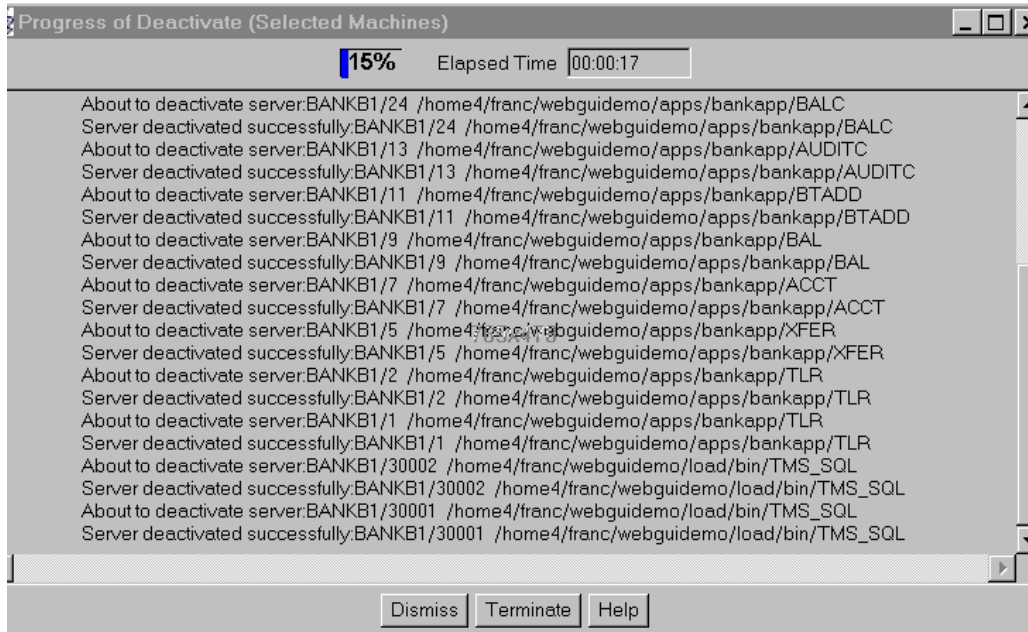 Progress of Deactivate (Selected Machines)
15% Elapsed Time 00:00:17
About to deactivate server:BANKB1/24 /home4/franc/webguidemo/apps/bankapp/BALC
Server deactivated successfully:BANKB1/24 /home4/franc/webguidemo/apps/bankapp/BALC
About to deactivate server:BANKB1/13 /home4/franc/webguidemo/apps/bankapp/AUDITC
Server deactivated successfully:BANKB1/13 /home4/franc/webguidemo/apps/bankapp/AUDITC
About to deactivate server:BANKB1/11 /home4/franc/webguidemo/apps/bankapp/BTADD
Server deactivated successfully:BANKB1/11 /home4/franc/webguidemo/apps/bankapp/BTADD
About to deactivate server:BANKB1/9 /home4/franc/webguidemo/apps/bankapp/BAL
Server deactivated successfully:BANKB1/9 /home4/franc/webguidemo/apps/bankapp/BAL
About to deactivate server:BANKB1/7 /home4/franc/webguidemo/apps/bankapp/ACCT
Server deactivated successfully:BANKB1/7 /home4/franc/webguidemo/apps/bankapp/ACCT
About to deactivate server:BANKB1/5 /home4/franc/webguidemo/apps/bankapp/XFER
Server deactivated successfully:BANKB1/5 /home4/franc/webguidemo/apps/bankapp/XFER
About to deactivate server:BANKB1/2 /home4/franc/webguidemo/apps/bankapp/TLR
Server deactivated successfully:BANKB1/2 /home4/franc/webguidemo/apps/bankapp/TLR
About to deactivate server:BANKB1/1 /home4/franc/webguidemo/apps/bankapp/TLR
Server deactivated successfully:BANKB1/1 /home4/franc/webguidemo/apps/bankapp/TLR
About to deactivate server:BANKB1/30002 /home4/franc/webguidemo/load/bin/TMS_SQL
Server deactivated successfully:BANKB1/30002 /home4/franc/webguidemo/load/bin/TMS_SQL
About to deactivate server:BANKB1/30001 /home4/franc/webguidemo/load/bin/TMS_SQL
Server deactivated successfully:BANKB1/30001 /home4/franc/webguidemo/load/bin/TMS_SQL
Dismiss Terminate Help